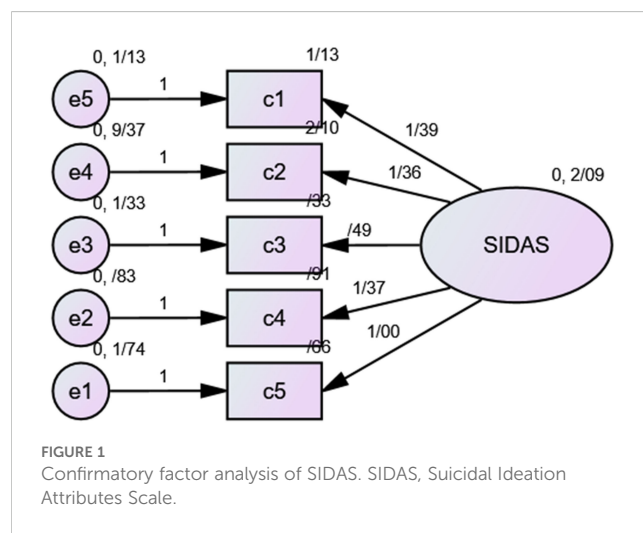 0, 1/13
1/13
e5
1
c1
1/39
0, 9/37
2/10
e4
1
c2
1/36
0, 2/09
0, 1/33
/33
e3
1
c3
/49
SIDAS
0, /83
/91
e2
1
c4
1/37
0, 1/74
/66
e1
1
c5
1/00
FIGURE 1
Confirmatory factor analysis of SIDAS. SIDAS, Suicidal Ideation
Attributes Scale.